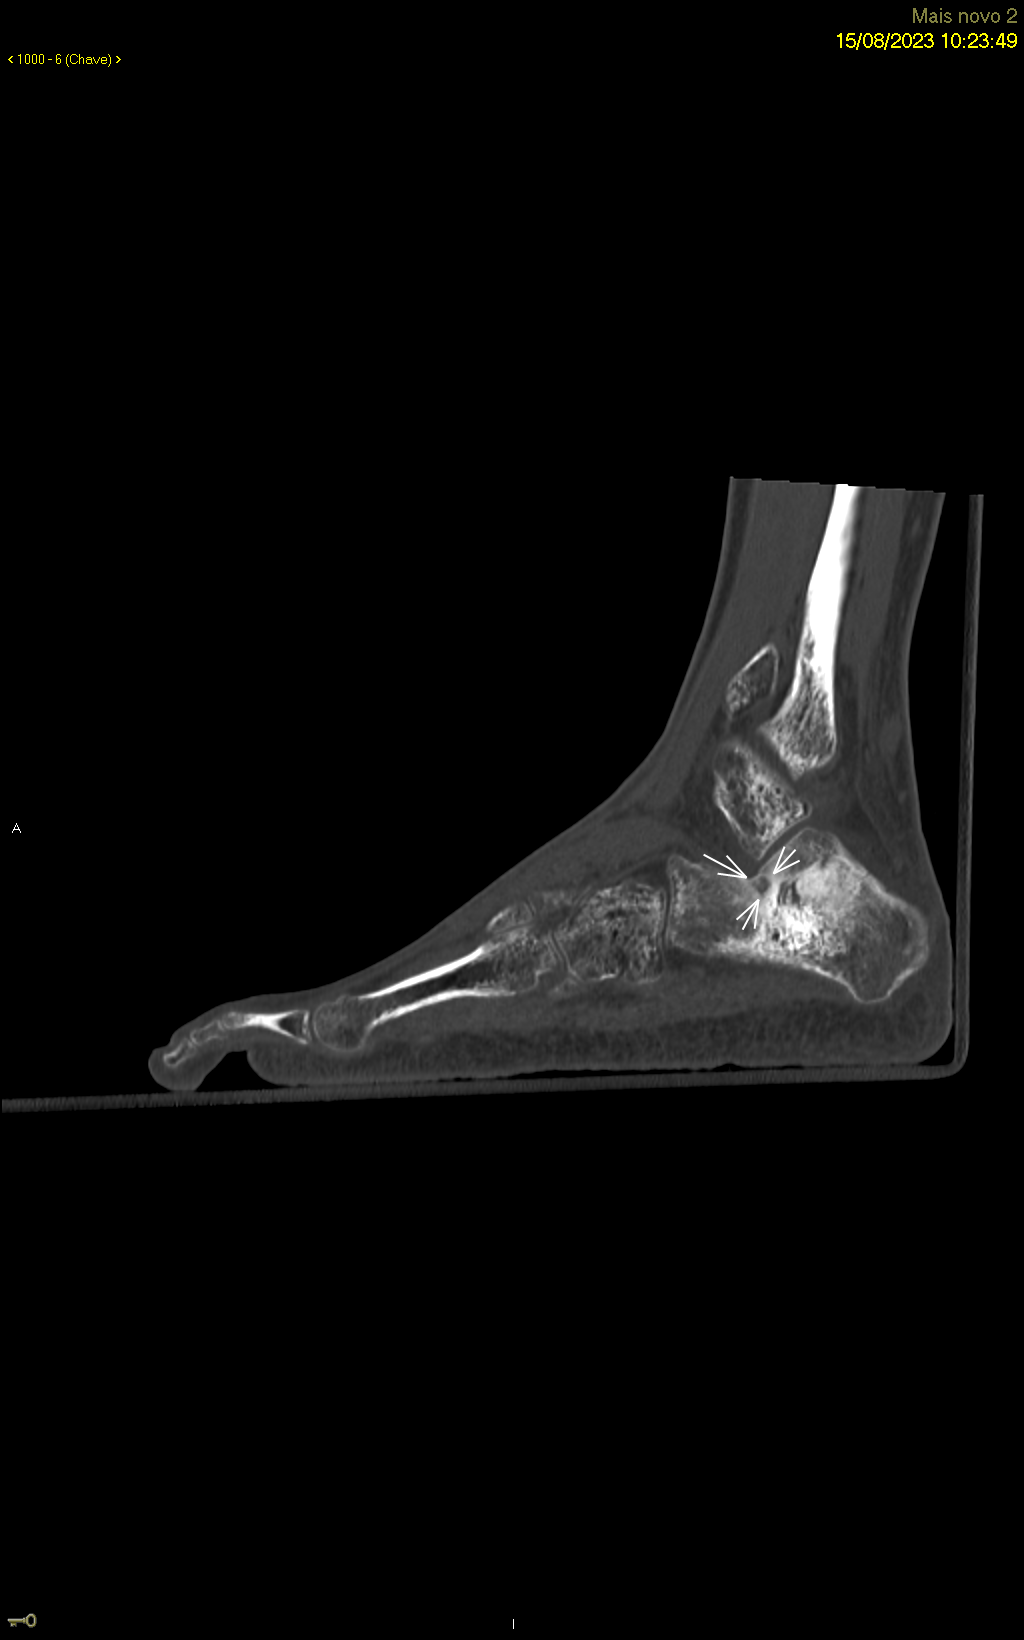 Mais novo 2
15/08/2023 10:23:49
< 1000 - 6 (Chave) >
A
I